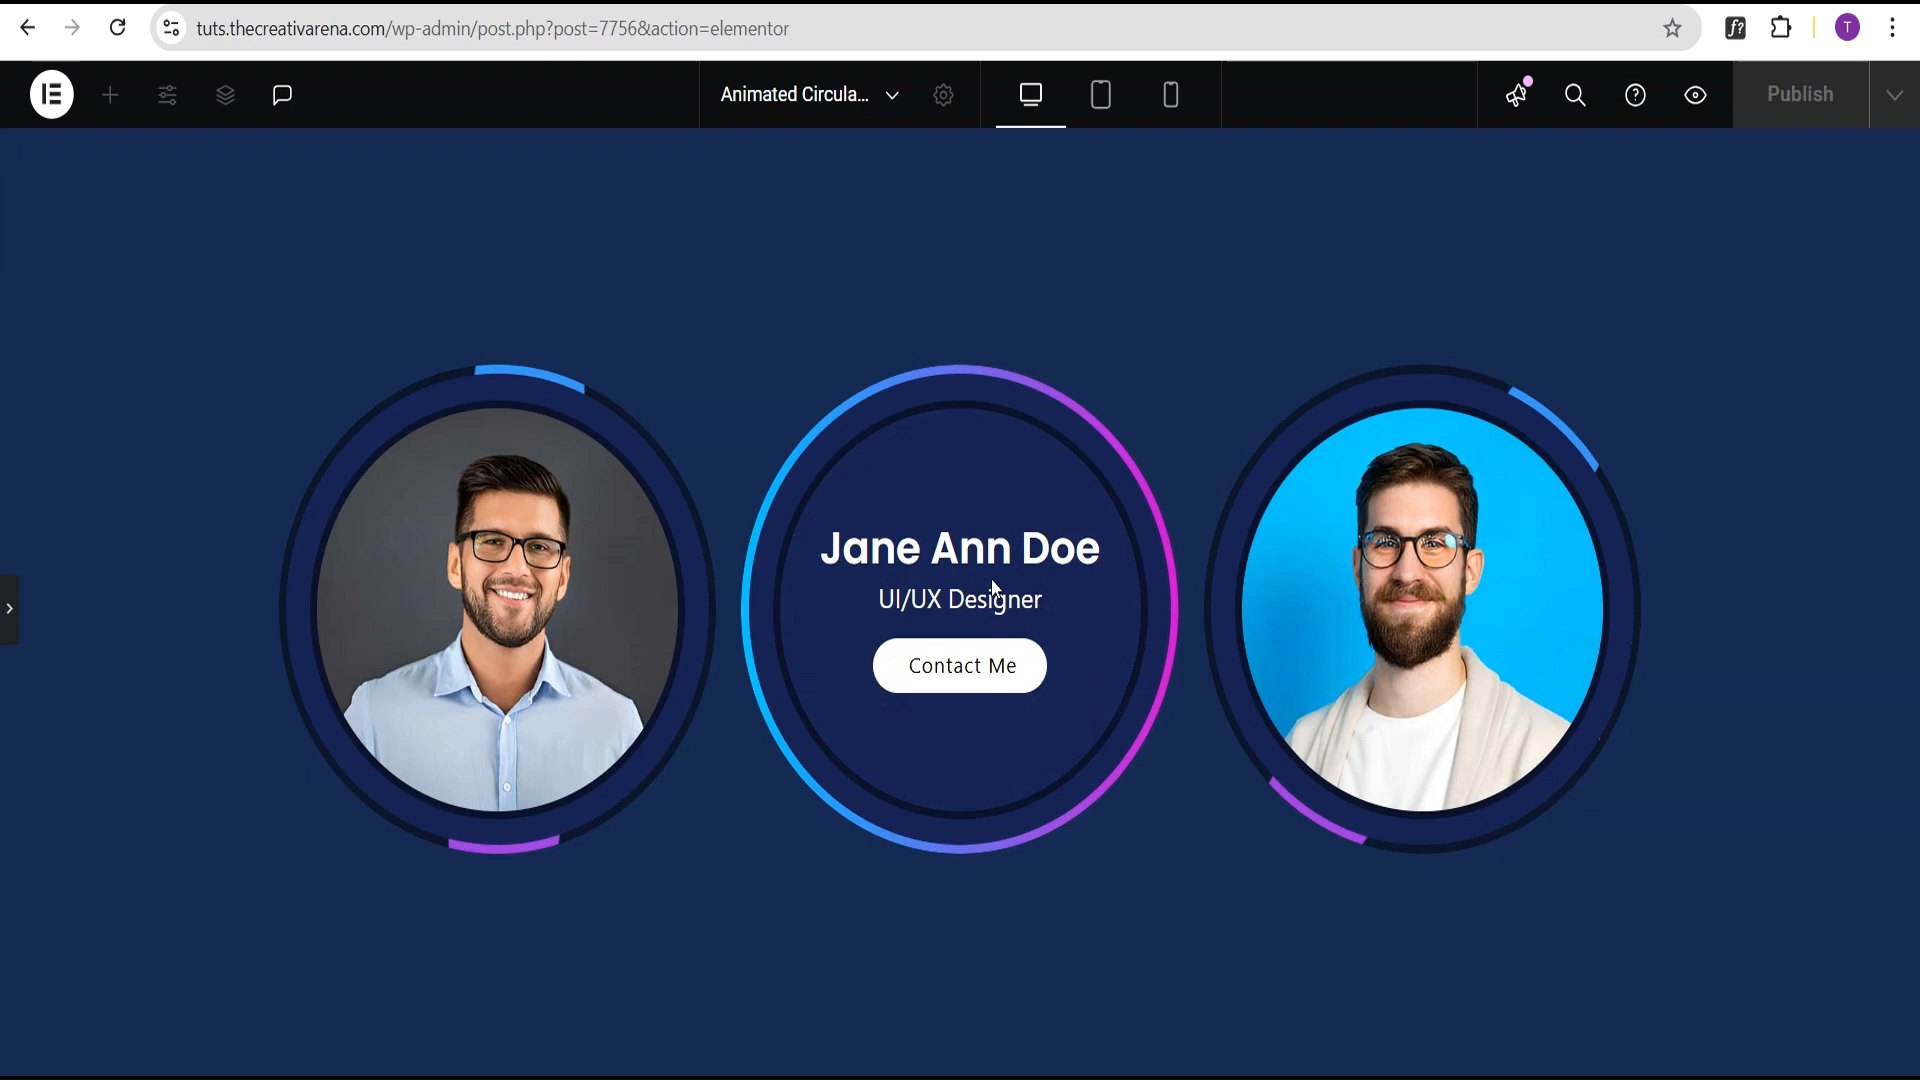 tuts.thecreativarena.com/wp-admin/post.php?post=7756&action=elementor
T
Animated Circula...
Publish
Jane Ann Doe
UI/UX Designer
Contact Me